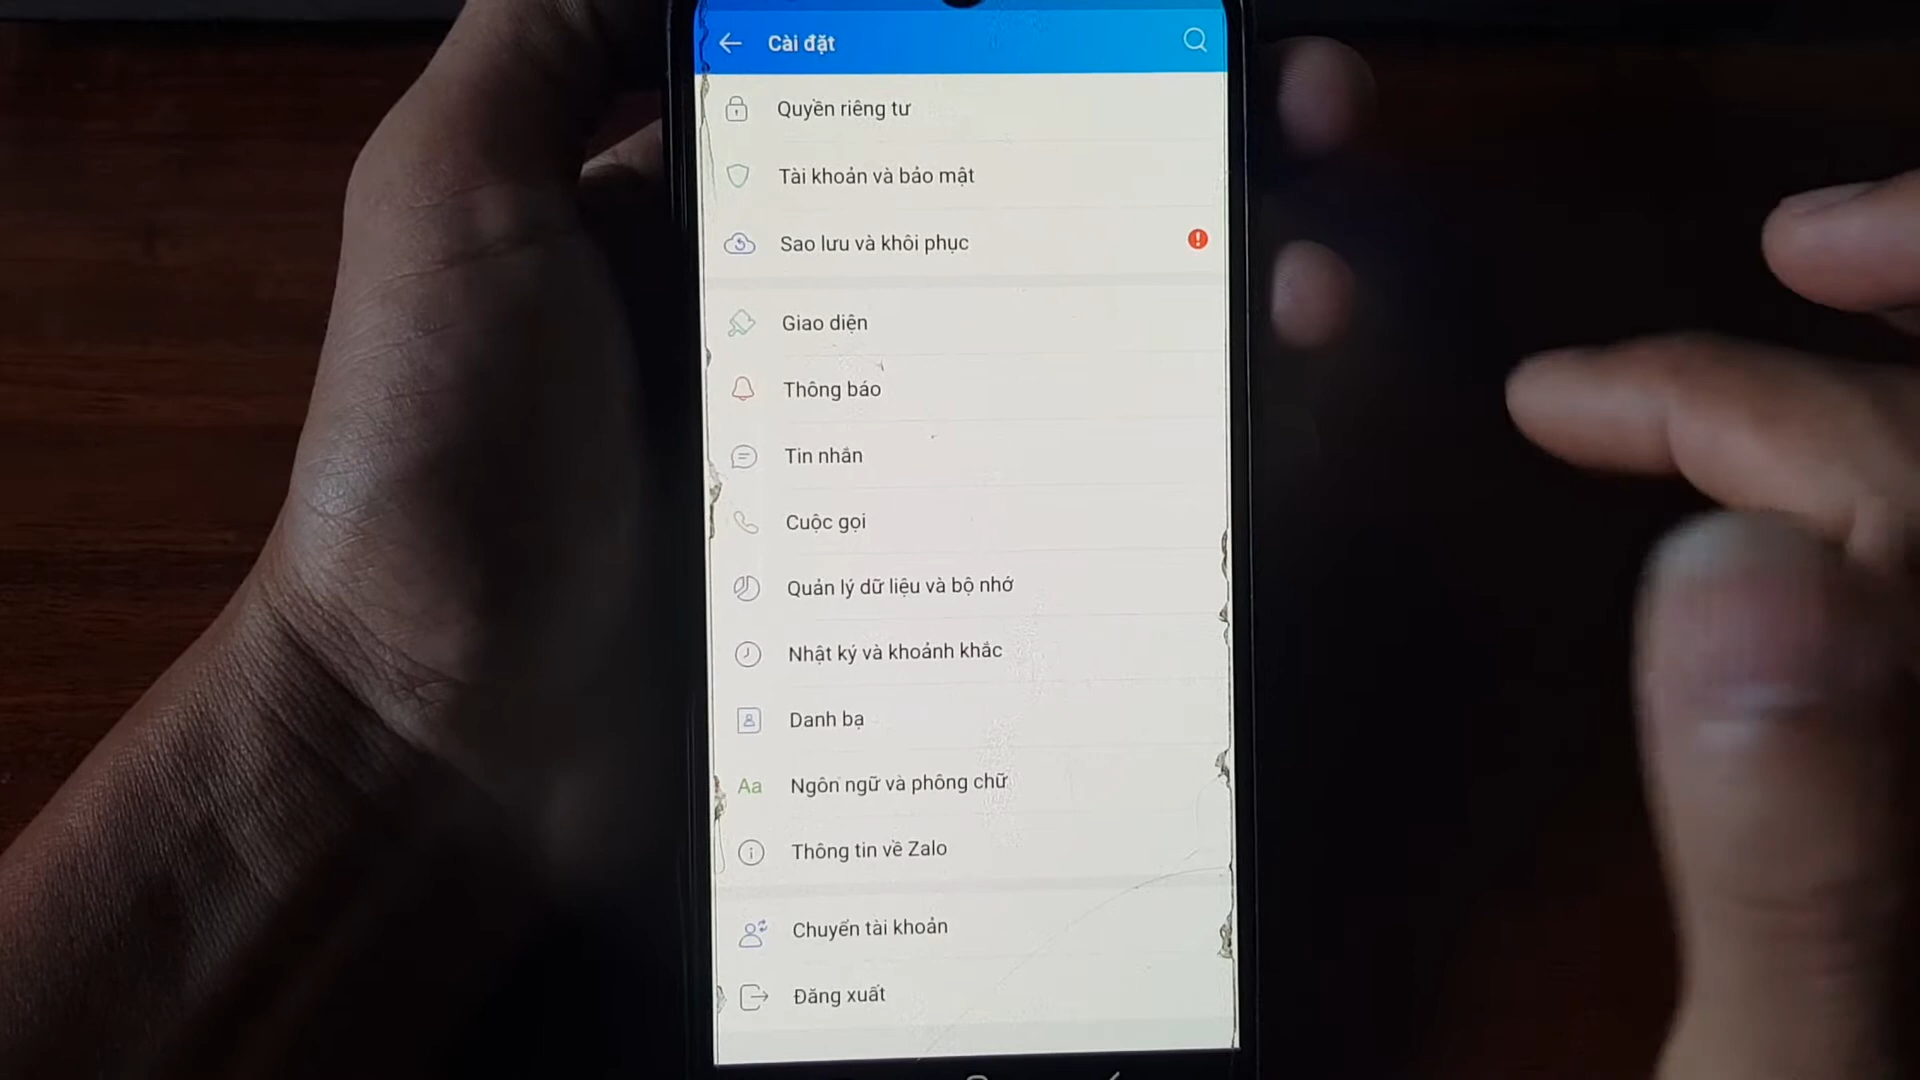 Cài đặt
Quyền riêng tư
Tài khoản và bảo mật
Sao lưu và khôi phục
Giao diện
Thông báo
Tin nhắn
Cuộc gọi
Quản lý dữ liệu và bộ nhớ
Nhật ký và khoảnh khắc
Danh bạ
Aa Ngôn ngữ và phông chữ
Thông tin về Zalo
Chuyển tài khoản
Đăng xuất